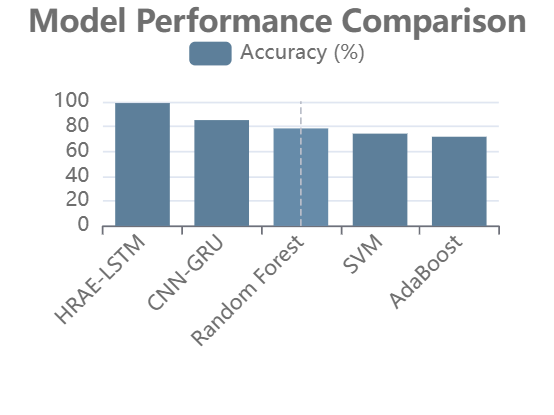 Model Performance Comparison
Accuracy (%)
100
80
60
40
20
0
HRAE-LSTM
CNN-GRU
Random Forest
SVM
AdaBoost